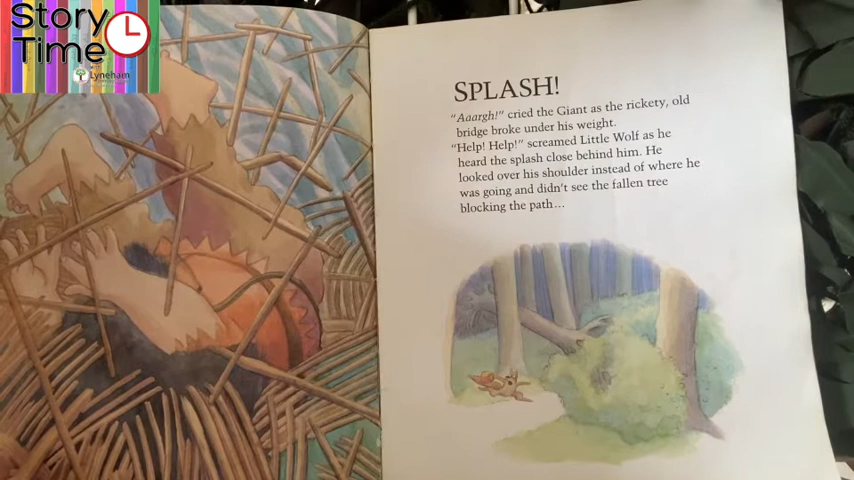 Story
Time
Lyneham
SPLASH!
"Aaargh!" cried the Giant as the rickety, old
bridge broke under his weight.
"Help! Help!" screamed Little Wolf as he
heard the splash close behind him. He
looked over his shoulder instead of where he
was going and didn't see the fallen tree
blocking the path...